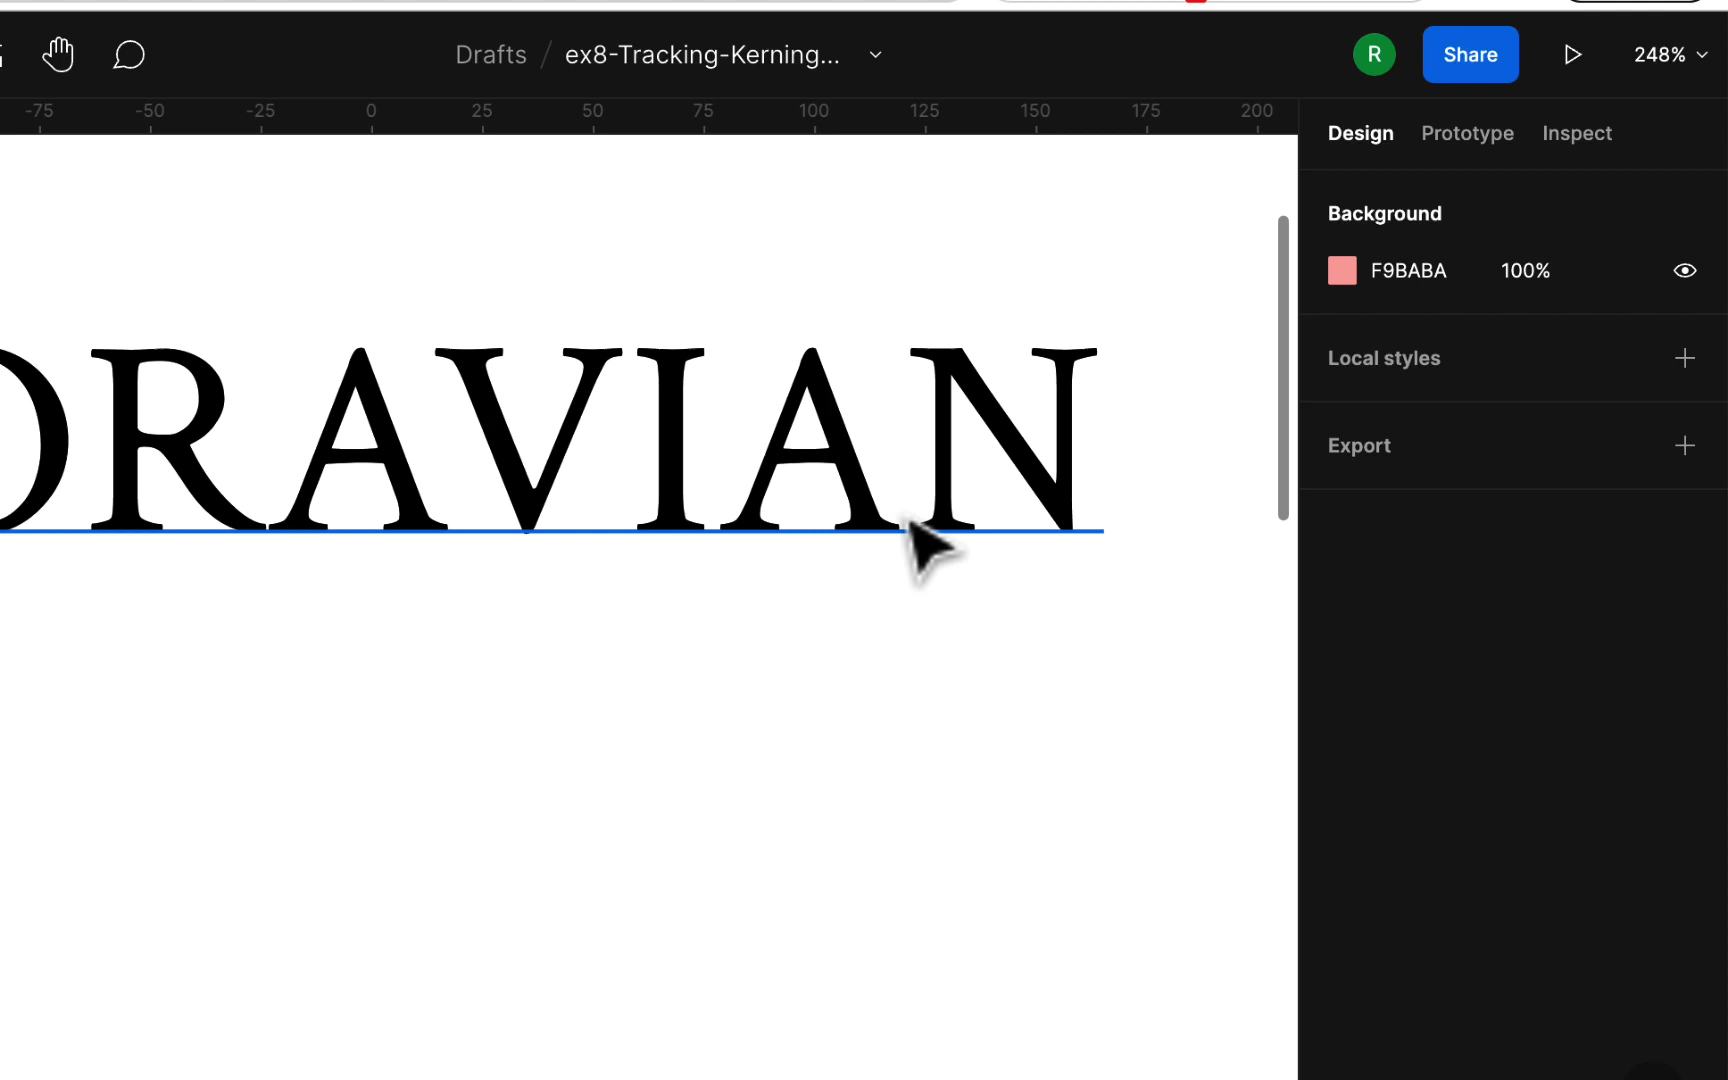 Drafts / ex8-Tracking-Kerning... R Share 248%
-75 -50 -25 0 25 50 75 100 125 150 175 200
Design Prototype Inspect
Background
F9BABA 100%
Local styles
Export
ORAVIAN